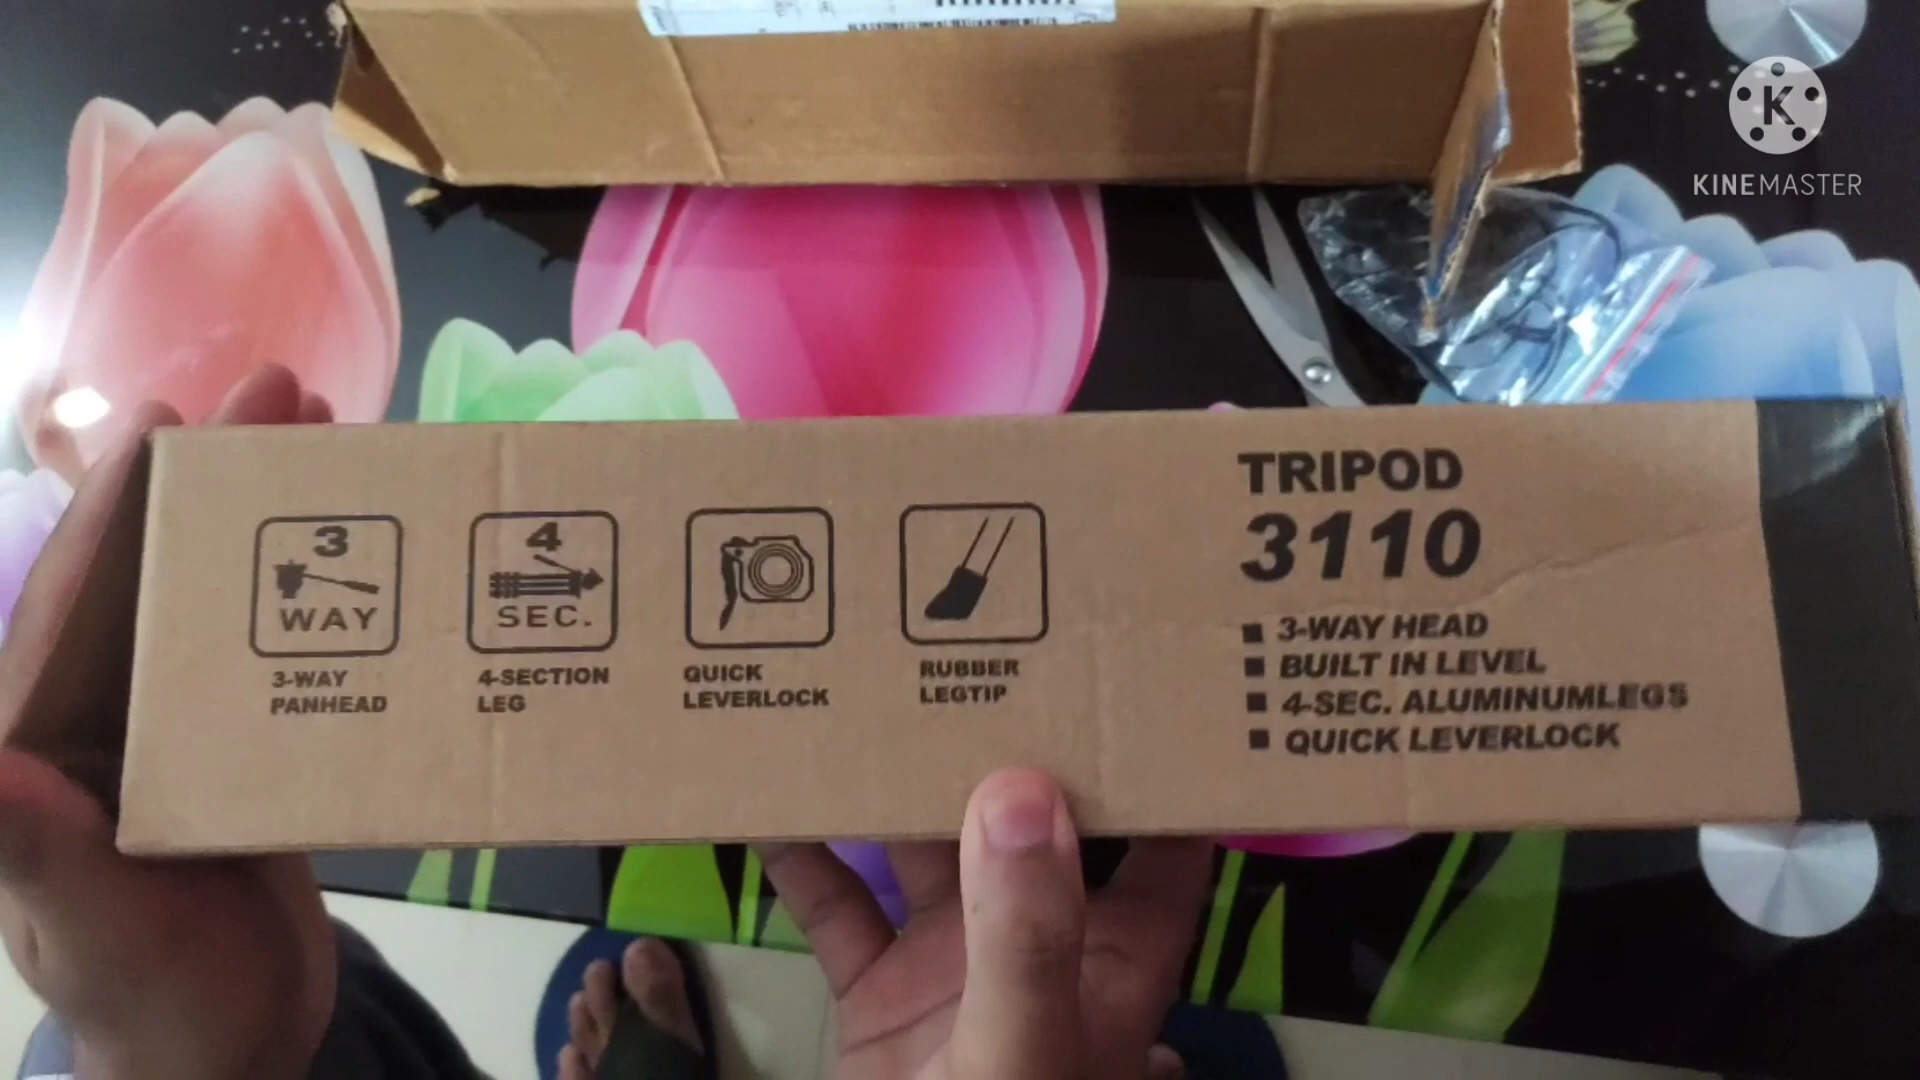 K
KINEMASTER
TRIPOD
3110
3-WAY HEAD
BUILT IN LEVEL
4-SEC. ALUMINUMLEGS
QUICK LEVERLOCK
3
WAY
3-WAY
PANHEAD
4
SEC.
4-SECTION
LEG
QUICK
LEVERLOCK
RUBBER
LEGTIP